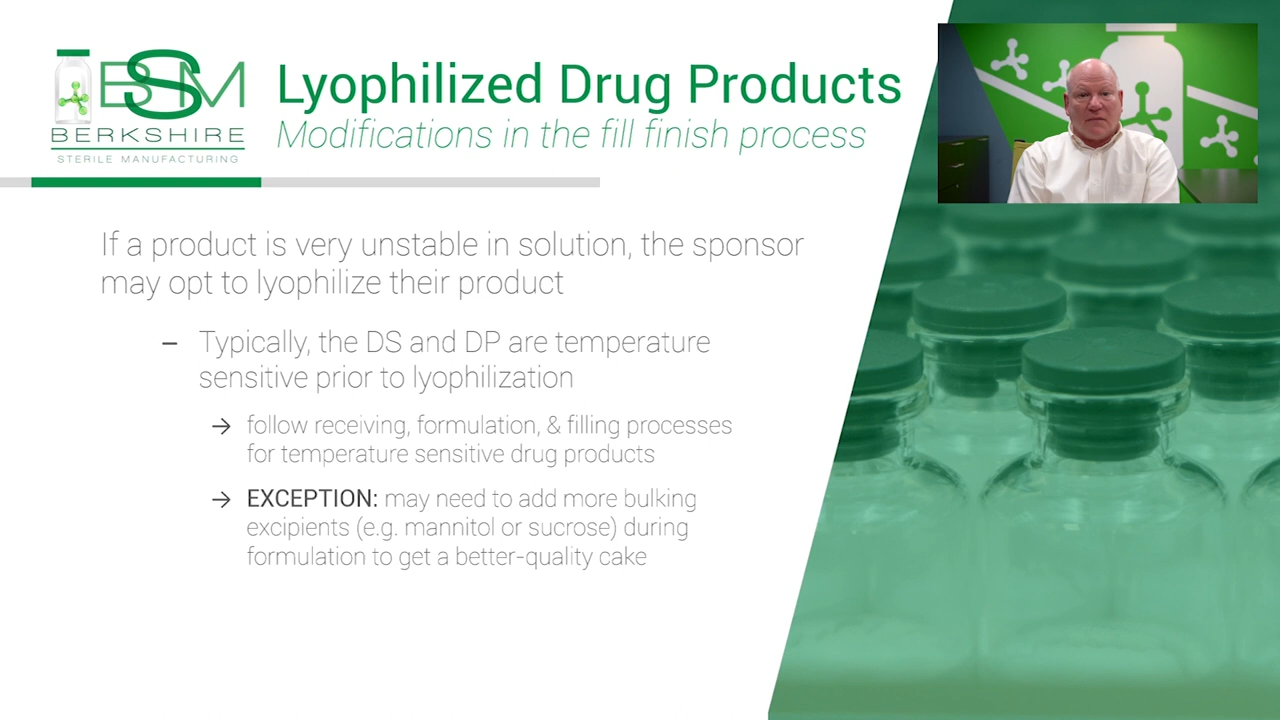 BSM
BERKSHIRE
STERILE MANUFACTURING
Lyophilized Drug Products
Modifications in the fill finish process
If a product is very unstable in solution, the sponsor
may opt to lyophilize their product
– Typically, the DS and DP are temperature
sensitive prior to lyophilization
→ follow receiving, formulation, & filling processes
for temperature sensitive drug products
→ EXCEPTION: may need to add more bulking
excipients (e.g. mannitol or sucrose) during
formulation to get a better-quality cake